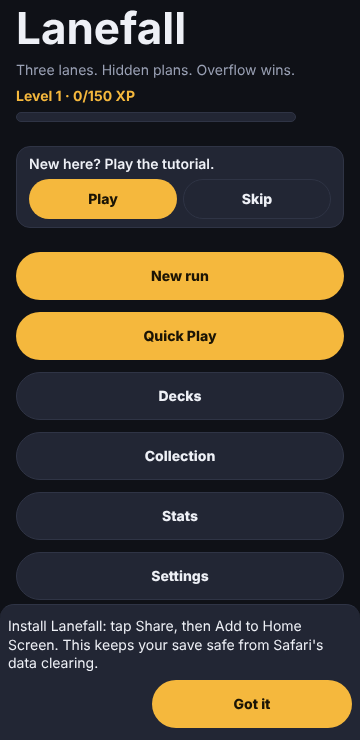 Lanefall
Three lanes. Hidden plans. Overflow wins.
Level 1 · 0/150 XP
New here? Play the tutorial.
Play
Skip
New run
Quick Play
Decks
Collection
Stats
Settings
Install Lanefall: tap Share, then Add to Home
Screen. This keeps your save safe from Safari's
data clearing.
Got it